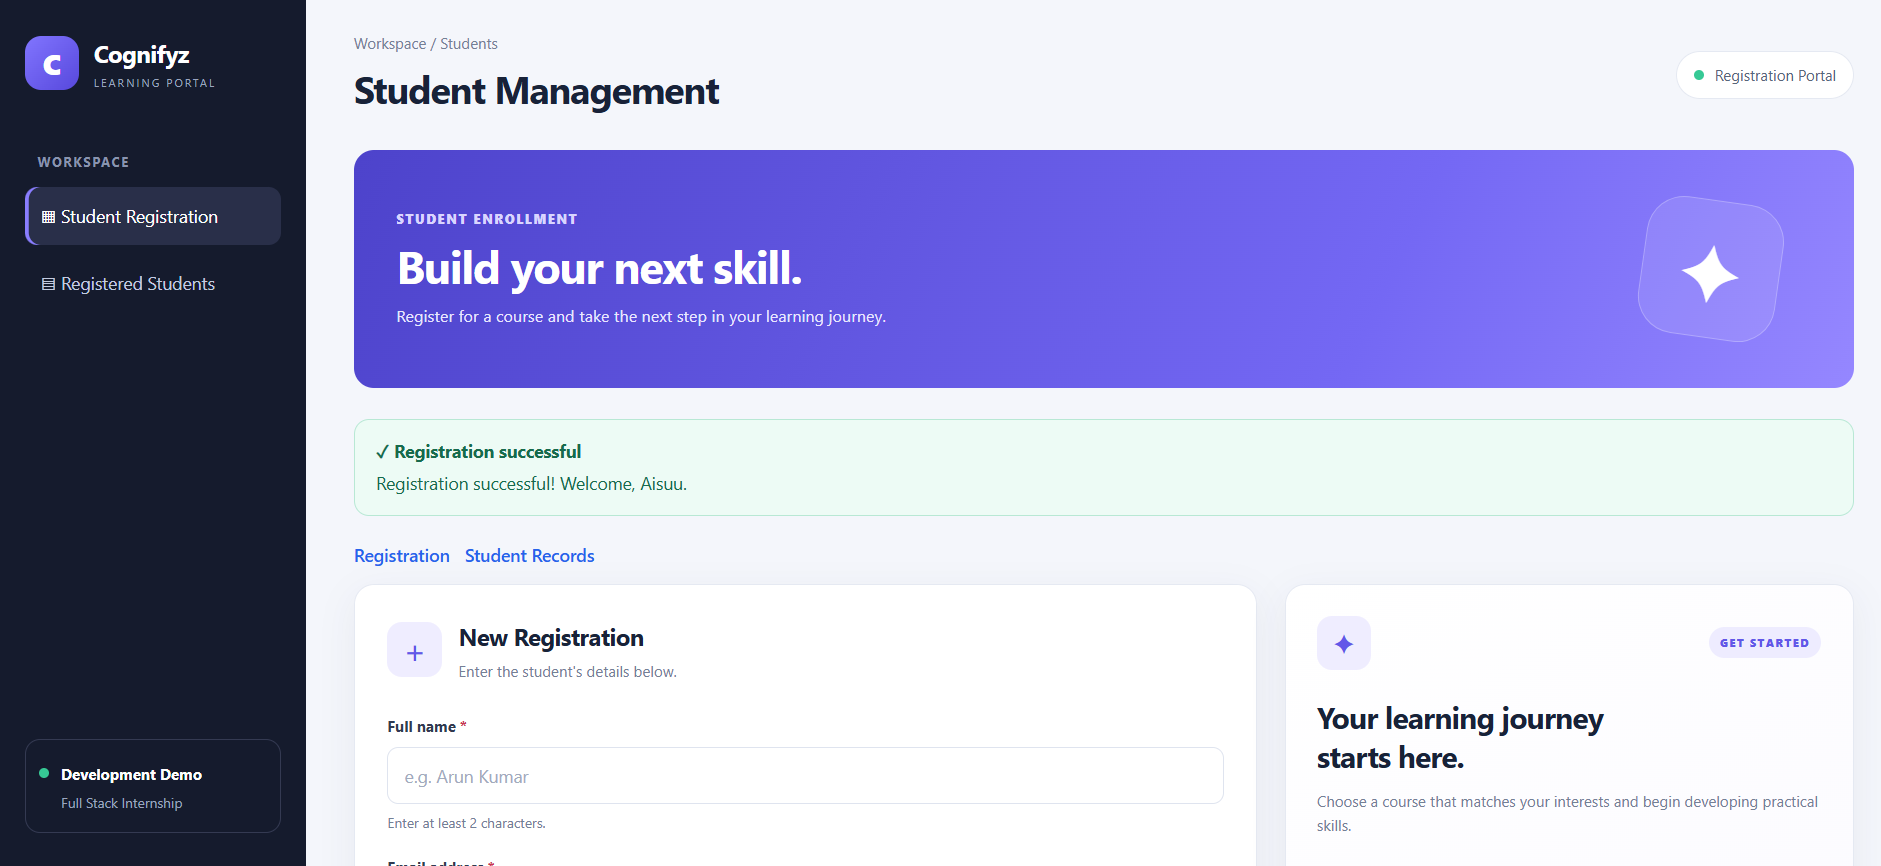 C
Cognifyz
LEARNING PORTAL
WORKSPACE
Student Registration
Registered Students
Development Demo
Full Stack Internship
Workspace / Students
Student Management
Registration Portal
STUDENT ENROLLMENT
Build your next skill.
Register for a course and take the next step in your learning journey.
✓ Registration successful
Registration successful! Welcome, Aisuu.
Registration Student Records
+
New Registration
Enter the student's details below.
Full name *
e.g. Arun Kumar
Enter at least 2 characters.
Email address *
GET STARTED
Your learning journey
starts here.
Choose a course that matches your interests and begin developing practical
skills.